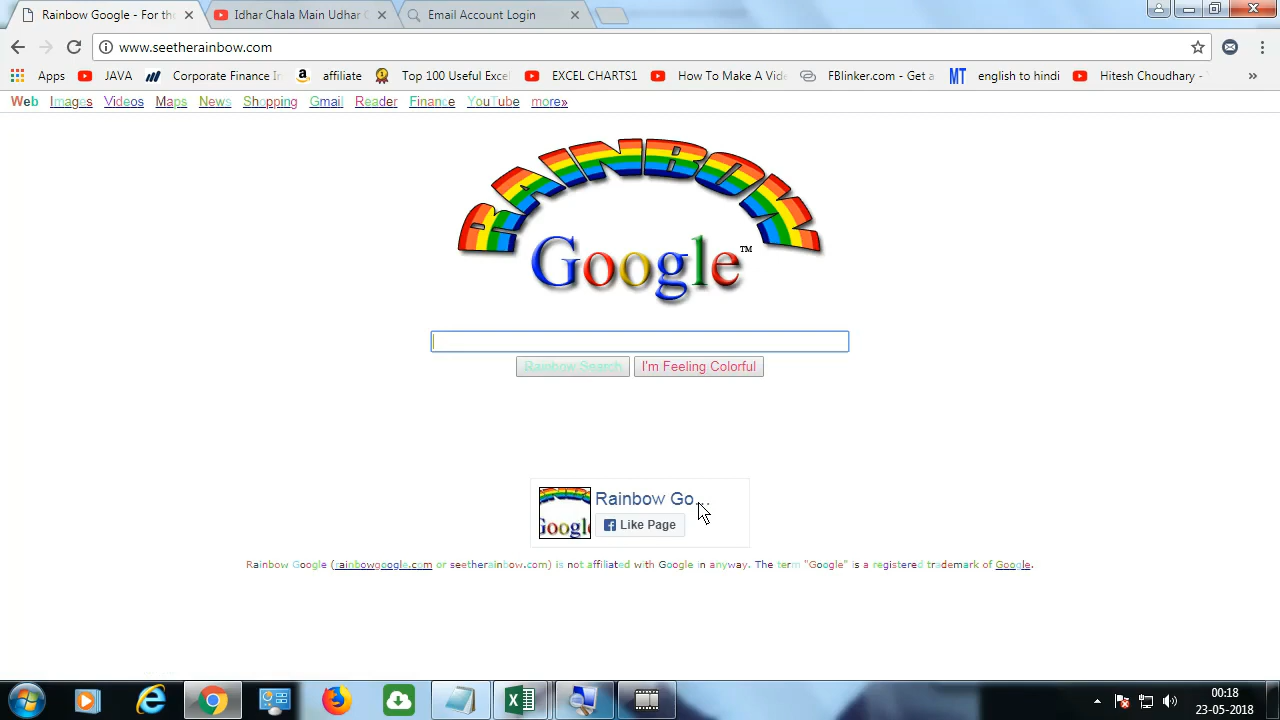 Rainbow Google - For the
Idhar Chala Main Udhar
Email Account Login
www.seetherainbow.com
Apps
JAVA
Corporate Finance
affiliate
Top 100 Useful Excel
EXCEL CHARTS1
How To Make A Vide
FBlinker.com - Get a
MT english to hindi
Hitesh Choudhary -
»
Web Images Videos Maps News Shopping Gmail Reader Finance YouTube more»
RAINBOW
Google™
Rainbow Search
I'm Feeling Colorful
Google
Rainbow Go...
Like Page
Rainbow Google (rainbowgoogle.com or seetherainbow.com) is not affiliated with Google in anyway. The term "Google" is a registered trademark of Google.
00:18
23-05-2018